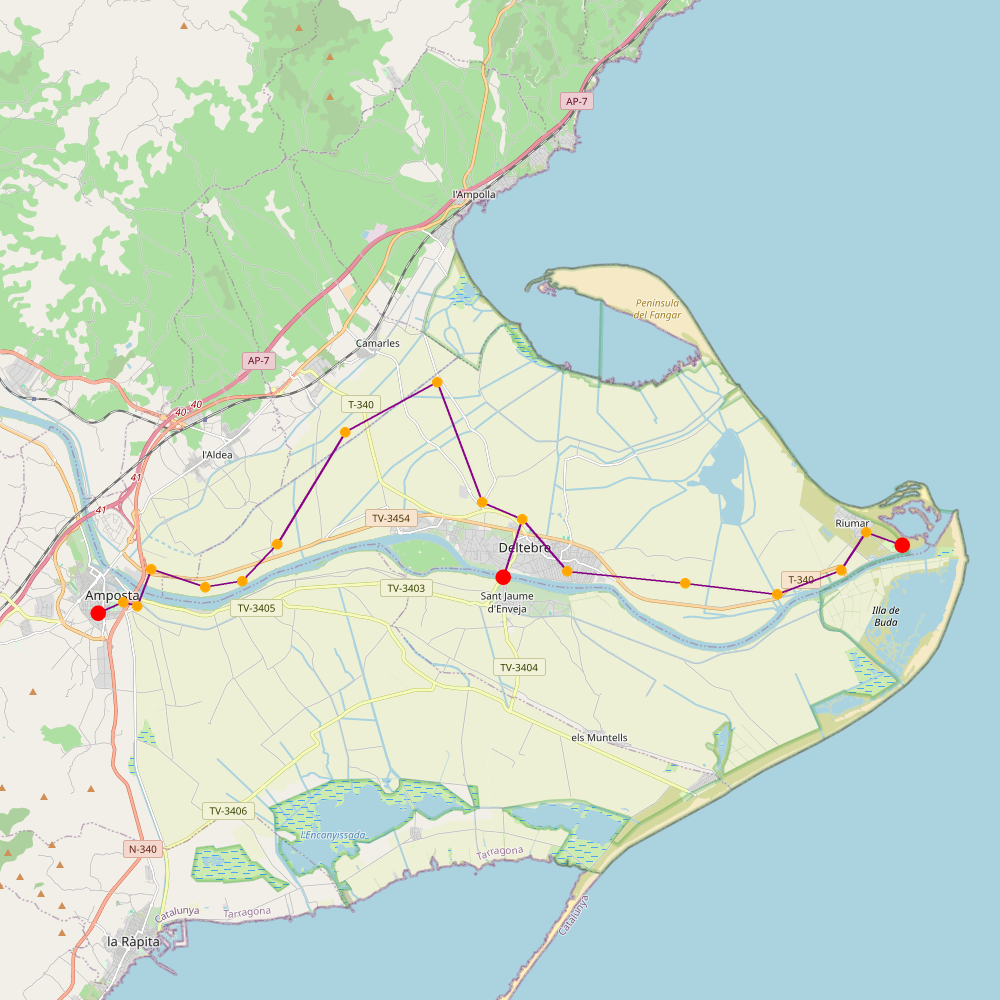 AP-7
l'Ampolla
Península
del Fangar
Camarles
AP-7
T-340
40
40
l'Aldea
41
41
TV-3454
Riumar
Deltebre
T-340
Amposta
TV-3403
Sant Jaume
d'Enveja
TV-3405
Illa de
Buda
TV-3404
els Muntells
TV-3406
l'Encanyissada
N-340
Tarragona
Catalunya
Tarragona
Catalunya
la Ràpita